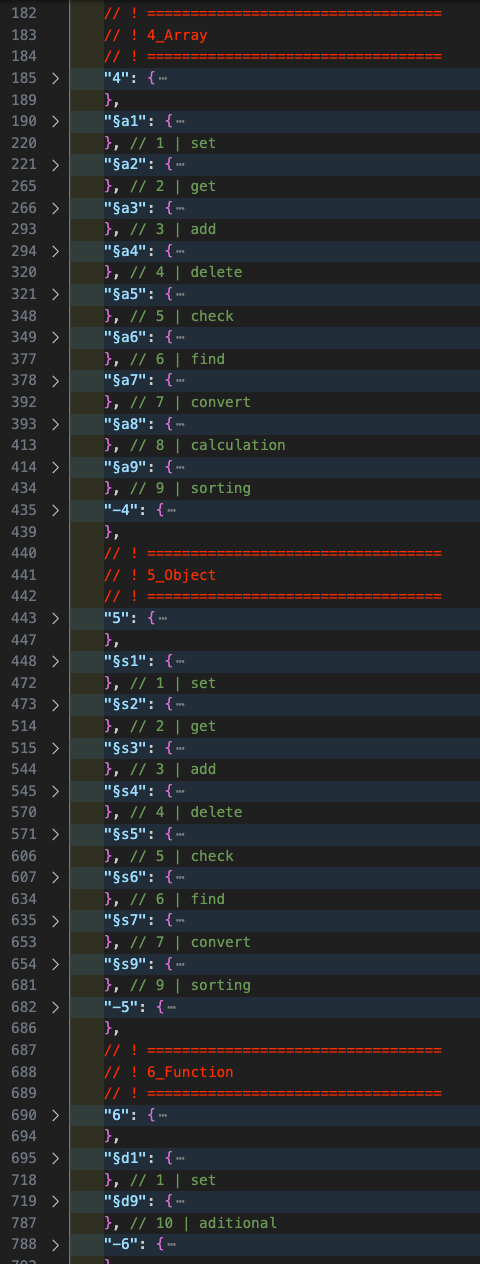 182 // ! ==================================
183 // ! 4_Array
184 // ! ==================================
185 > "4": {⋯
189 },
190 > "§a1": {⋯
220 }, // 1 | set
221 > "§a2": {⋯
265 }, // 2 | get
266 > "§a3": {⋯
293 }, // 3 | add
294 > "§a4": {⋯
320 }, // 4 | delete
321 > "§a5": {⋯
348 }, // 5 | check
349 > "§a6": {⋯
377 }, // 6 | find
378 > "§a7": {⋯
392 }, // 7 | convert
393 > "§a8": {⋯
413 }, // 8 | calculation
414 > "§a9": {⋯
434 }, // 9 | sorting
435 > "–4": {⋯
439 },
440 // ! ==================================
441 // ! 5_Object
442 // ! ==================================
443 > "5": {⋯
447 },
448 > "§s1": {⋯
472 }, // 1 | set
473 > "§s2": {⋯
514 }, // 2 | get
515 > "§s3": {⋯
544 }, // 3 | add
545 > "§s4": {⋯
570 }, // 4 | delete
571 > "§s5": {⋯
606 }, // 5 | check
607 > "§s6": {⋯
634 }, // 6 | find
635 > "§s7": {⋯
653 }, // 7 | convert
654 > "§s9": {⋯
681 }, // 9 | sorting
682 > "–5": {⋯
686 },
687 // ! ==================================
688 // ! 6_Function
689 // ! ==================================
690 > "6": {⋯
694 },
695 > "§d1": {⋯
718 }, // 1 | set
719 > "§d9": {⋯
787 }, // 10 | aditional
788 > "–6": {⋯